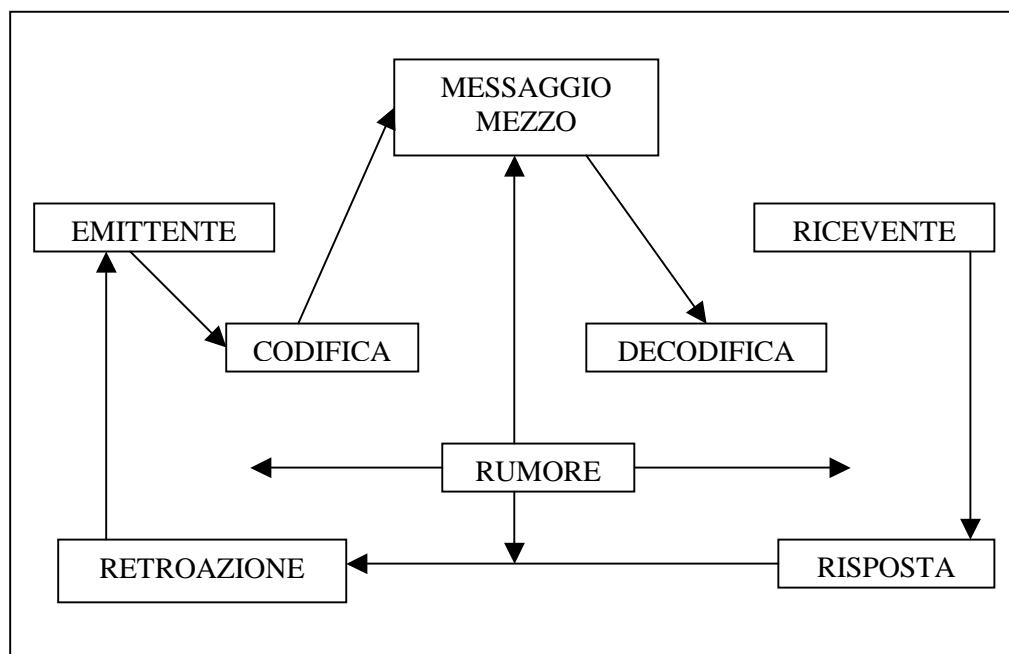 MESSAGGIO
MEZZO
EMITTENTE
RICEVENTE
CODIFICA
DECODIFICA
RUMORE
RETROAZIONE
RISPOSTA